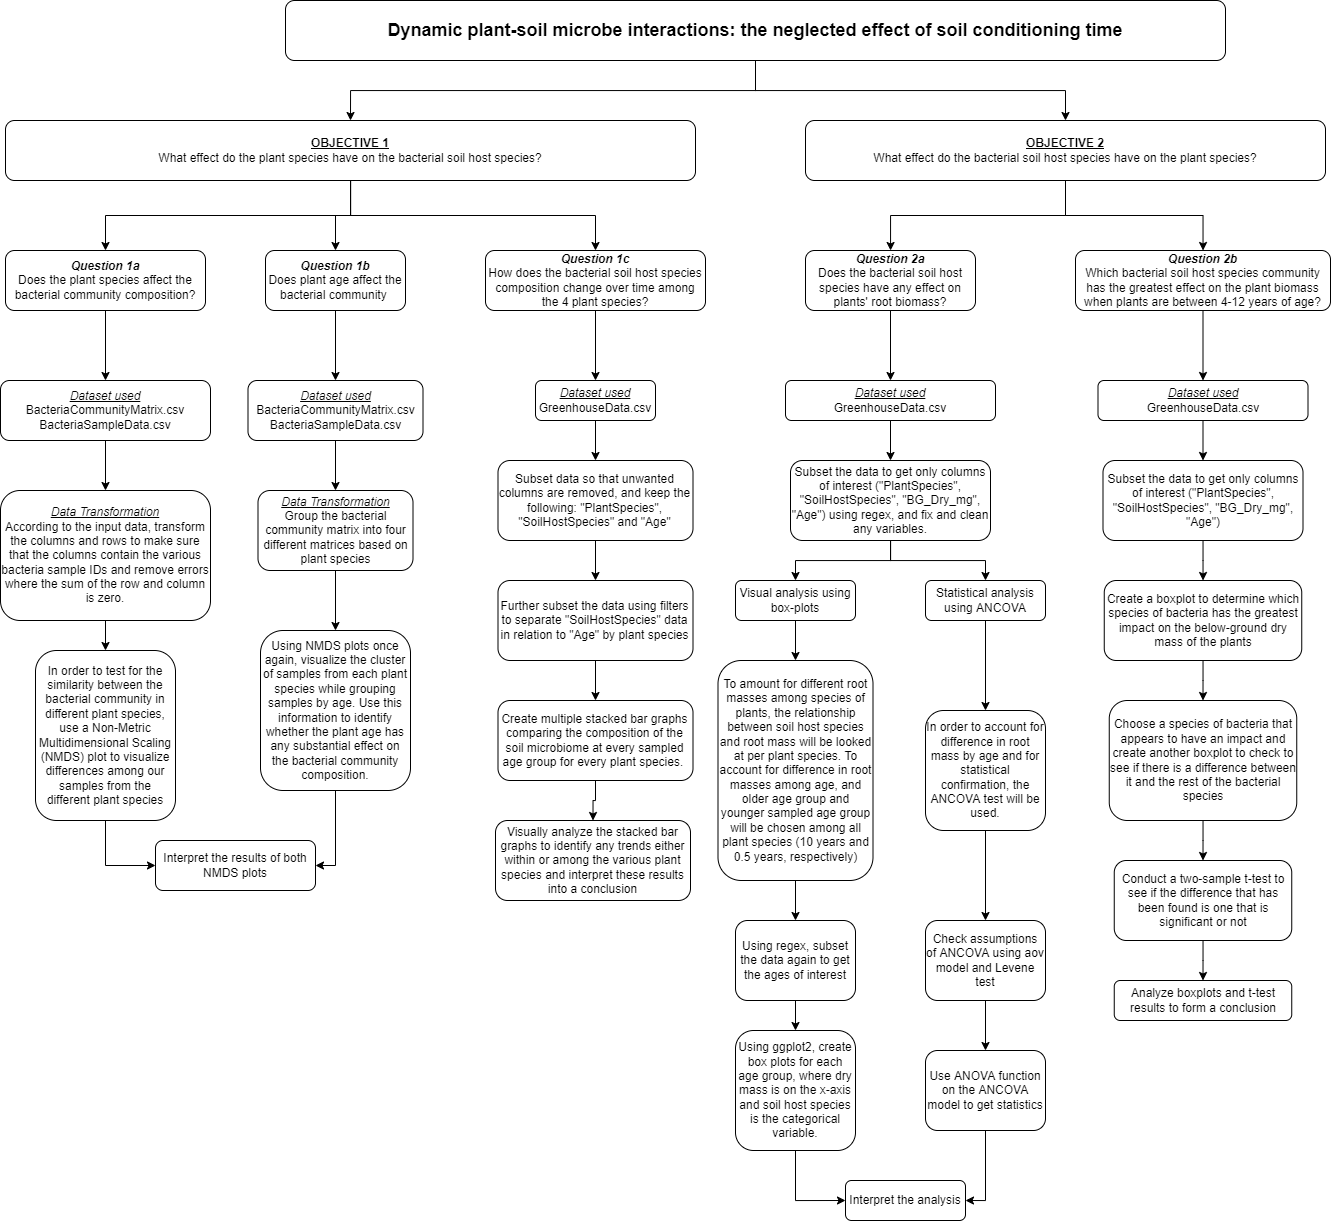 Dynamic plant-soil microbe interactions: the neglected effect of soil conditioning time
OBJECTIVE 1
What effect do the plant species have on the bacterial soil host species?
OBJECTIVE 2
What effect do the bacterial soil host species have on the plant species?
Question 1a
Does the plant species affect the
bacterial community composition?
Question 1b
Does plant age affect the
bacterial community
Question 1c
How does the bacterial soil host species
composition change over time among
the 4 plant species?
Question 2a
Does the bacterial soil host
species have any effect on
plants' root biomass?
Question 2b
Which bacterial soil host species community
has the greatest effect on the plant biomass
when plants are between 4-12 years of age?
Dataset used
BacteriaCommunityMatrix.csv
BacteriaSampleData.csv
Dataset used
BacteriaCommunityMatrix.csv
BacteriaSampleData.csv
Dataset used
GreenhouseData.csv
Dataset used
GreenhouseData.csv
Dataset used
GreenhouseData.csv
Data Transformation
According to the input data, transform
the columns and rows to make sure
that the columns contain the various
bacteria sample IDs and remove errors
where the sum of the row and column
is zero.
Data Transformation
Group the bacterial
community matrix into four
different matrices based on
plant species
Subset data so that unwanted
columns are removed, and keep the
following: "PlantSpecies",
"SoilHostSpecies" and "Age"
Subset the data to get only columns
of interest ("PlantSpecies",
"SoilHostSpecies", "BG_Dry_mg",
"Age") using regex, and fix and clean
any variables.
Subset the data to get only columns
of interest ("PlantSpecies",
"SoilHostSpecies", "BG_Dry_mg",
"Age")
Further subset the data using filters
to separate "SoilHostSpecies" data
in relation to "Age" by plant species
Visual analysis using
box-plots
Statistical analysis
using ANCOVA
Create a boxplot to determine which
species of bacteria has the greatest
impact on the below-ground dry
mass of the plants
In order to test for the
similarity between the
bacterial community in
different plant species,
use a Non-Metric
Multidimensional Scaling
(NMDS) plot to visualize
differences among our
samples from the
different plant species
Using NMDS plots once
again, visualize the cluster
of samples from each plant
species while grouping
samples by age. Use this
information to identify
whether the plant age has
any substantial effect on
the bacterial community
composition.
Create multiple stacked bar graphs
comparing the composition of the
soil microbiome at every sampled
age group for every plant species.
To amount for different root
masses among species of
plants, the relationship
between soil host species
and root mass will be looked
at per plant species. To
account for difference in root
masses among age, and
older age group and
younger sampled age group
will be chosen among all
plant species (10 years and
0.5 years, respectively)
In order to account for
difference in root
mass by age and for
statistical
confirmation, the
ANCOVA test will be
used.
Choose a species of bacteria that
appears to have an impact and
create another boxplot to check to
see if there is a difference between
it and the rest of the bacterial
species
Interpret the results of both
NMDS plots
Visually analyze the stacked bar
graphs to identify any trends either
within or among the various plant
species and interpret these results
into a conclusion
Conduct a two-sample t-test to
see if the difference that has
been found is one that is
significant or not
Using regex, subset
the data again to get
the ages of interest
Check assumptions
of ANCOVA using aov
model and Levene
test
Analyze boxplots and t-test
results to form a conclusion
Using ggplot2, create
box plots for each
age group, where dry
mass is on the x-axis
and soil host species
is the categorical
variable.
Use ANOVA function
on the ANCOVA
model to get statistics
Interpret the analysis